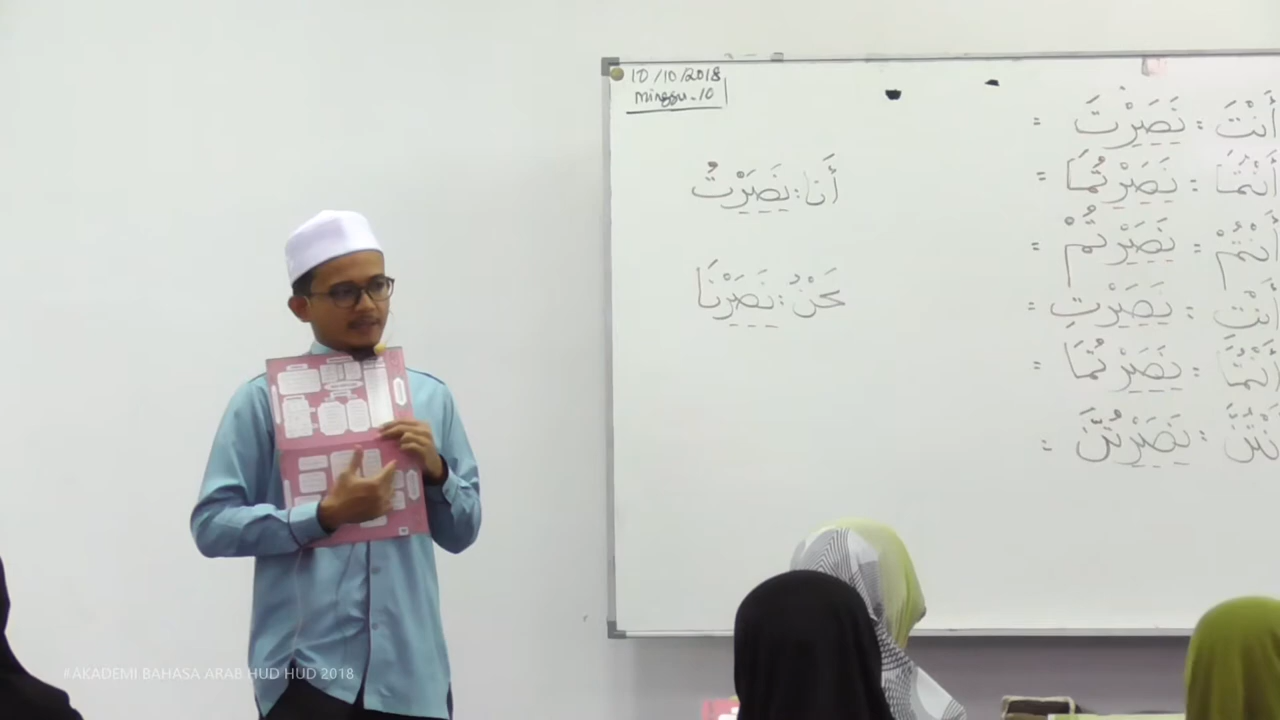 10/10/2018
Minggu-10
أَنْتَ : نَصَرْتَ =
أَنْتُمَا : نَصَرْتُمَا =
أَنْتُمْ : نَصَرْتُمْ =
أَنْتِ : نَصَرْتِ =
أَنْتُمَا : نَصَرْتُمَا =
نْتُنَّ : نَصَرْتُنَّ =
أَنَا : نَصَرْتُ
نَحْنُ : نَصَرْنَا
#AKADEMI BAHASA ARAB HUD HUD 2018